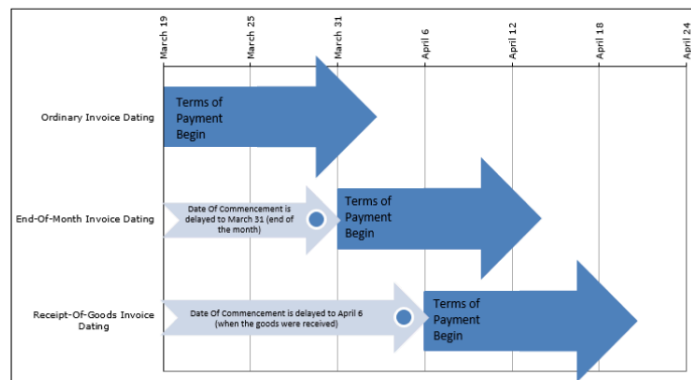 March 19
March 25
March 31
April 6
April 12
April 18
April 24
Ordinary Invoice Dating
Terms of
Payment
Begin
End-Of-Month Invoice Dating
Date Of Commencement is
delayed to March 31 (end of
the month)
Terms of
Payment
Begin
Receipt-Of-Goods Invoice
Dating
Date Of Commencement is delayed to April 6
(when the goods were received)
Terms of
Payment
Begin